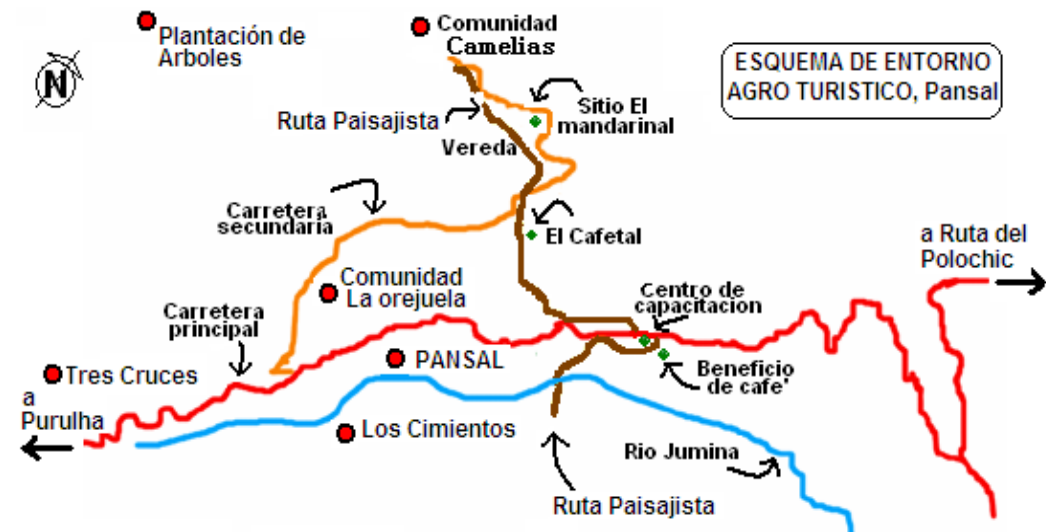 Comunidad
Camelias
Plantación de
Arboles
N
ESQUEMA DE ENTORNO
AGRO TURISTICO, Pansal
Ruta Paisajista
Sitio El
mandarinal
Vereda
Carretera
secundaria
El Cafetal
a Ruta del
Polochic
Comunidad
La orejuela
Centro de
capacitacion
Carretera
principal
PANSAL
Tres Cruces
Beneficio
de cafe'
a
Purulha
Los Cimientos
Rio Jumina
Ruta Paisajista